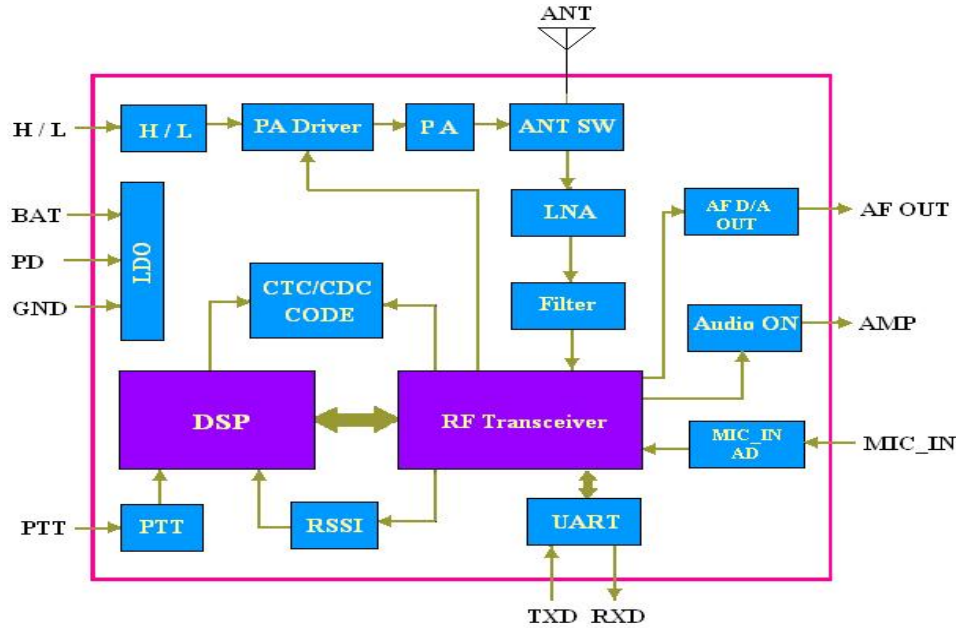 ANT
H / L
H / L
PA Driver
P A
ANT SW
BAT
PD
GND
LDO
LNA
AF D/A
OUT
AF OUT
CTC/CDC
CODE
Filter
Audio ON
AMP
DSP
RF Transceiver
MIC_IN
AD
MIC_IN
PTT
PTT
RSSI
UART
TXD
RXD